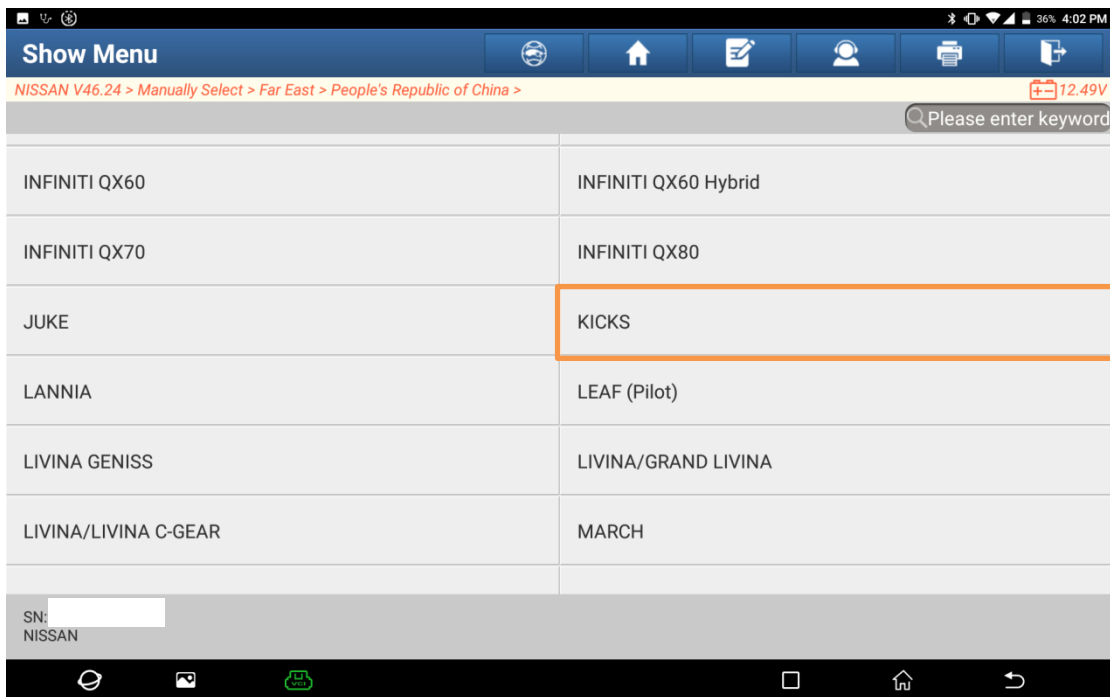 36% 4:02 PM
Show Menu
NISSAN V46.24 > Manually Select > Far East > People's Republic of China >
12.49V
Please enter keyword
INFINITI QX60
INFINITI QX60 Hybrid
INFINITI QX70
INFINITI QX80
JUKE
KICKS
LANNIA
LEAF (Pilot)
LIVINA GENISS
LIVINA/GRAND LIVINA
LIVINA/LIVINA C-GEAR
MARCH
SN:
NISSAN
VCI